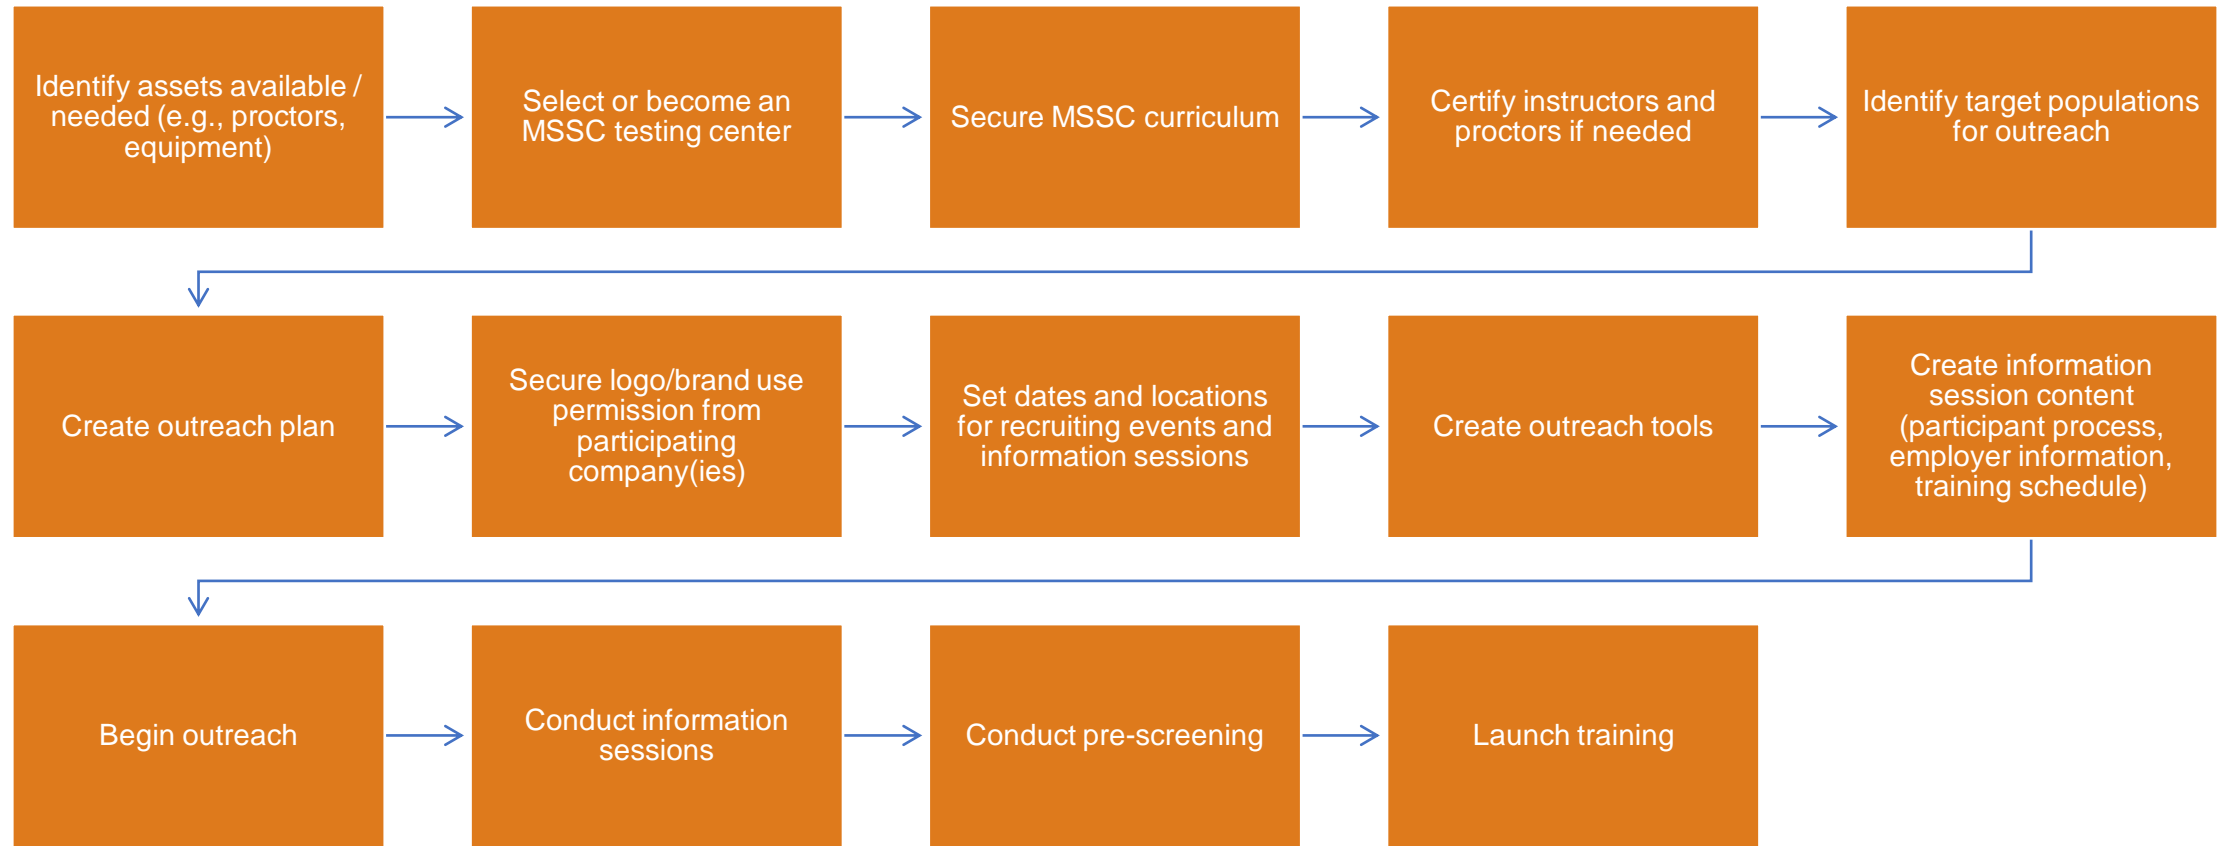 Identify assets available /
needed (e.g., proctors,
equipment)
Select or become an
MSSC testing center
Secure MSSC curriculum
Certify instructors and
proctors if needed
Identify target populations
for outreach
Create outreach plan
Secure logo/brand use
permission from
participating
company(ies)
Set dates and locations
for recruiting events and
information sessions
Create outreach tools
Create information
session content
(participant process,
employer information,
training schedule)
Begin outreach
Conduct information
sessions
Conduct pre-screening
Launch training